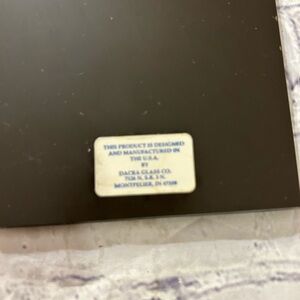 THIS PRODUCT IS DESIGNED
AND MANUFACTURED IN
THE U.S.A.
BY
DACRA GLASS CO.
MONTPELIER, IN